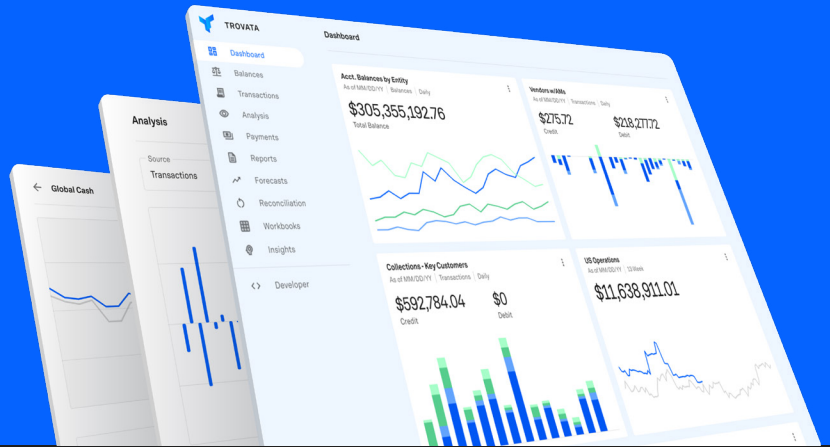 TROVATA
Dashboard
Dashboard
Balances
Transactions
Analysis
Payments
Reports
Forecasts
Reconciliation
Workbooks
Insights
Developer
Acct. Balances by Entity
As of MM/DD/YY | Balances | Daily
$305,355,192.76
Total Balance
Vendors w/AMs
As of MM/DD/YY | Transactions | Daily
$275.72
Credit
$218,277.72
Debit
Collections - Key Customers
As of MM/DD/YY | Transactions | Daily
$592,784.04
Credit
$0
Debit
US Operations
As of MM/DD/YY | 13 Week
$11,638,911.01
Analysis
Source
Transactions
Global Cash